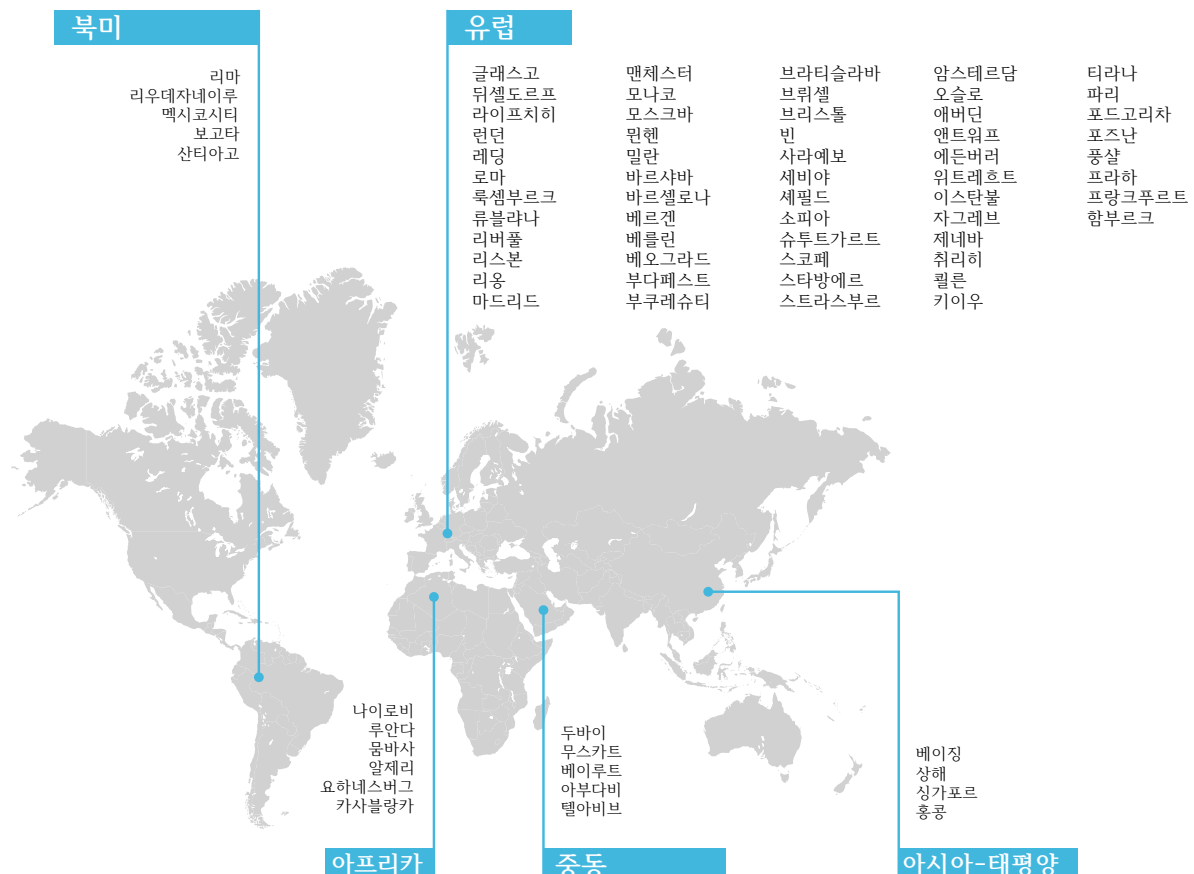 북미
리마
리우데자네이루
멕시코시티
보고타
산티아고
유럽
글래스고
뒤셀도르프
라이프치히
런던
레딩
로마
룩셈부르크
류블랴나
리버풀
리스본
리옹
마드리드
맨체스터
모나코
모스크바
뮌헨
밀란
바르샤바
바르셀로나
베르겐
베를린
베오그라드
부다페스트
부쿠레슈티
브라티슬라바
브뤼셀
브리스톨
빈
사라예보
세비야
셰필드
소피아
슈투트가르트
스코페
스타방에르
스트라스부르
암스테르담
오슬로
애버딘
앤트워프
에든버러
위트레흐트
이스탄불
자그레브
제네바
취리히
쾰른
키이우
티라나
파리
포드고리차
포즈난
풍샬
프라하
프랑크푸르트
함부르크
나이로비
루안다
뭄바사
알제리
요하네스버그
카사블랑카
아프리카
두바이
무스카트
베이루트
아부다비
텔아비브
중동
베이징
상해
싱가포르
홍콩
아시아-태평양